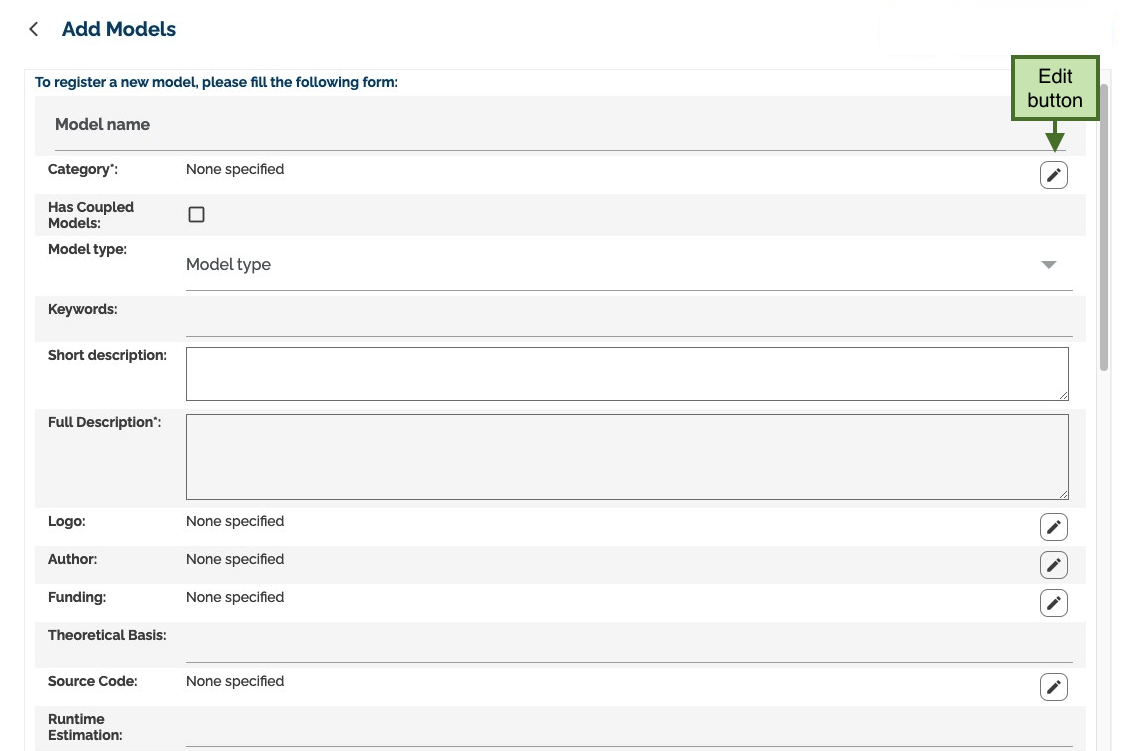 Add Models
To register a new model, please fill the following form:
Edit
button
Model name
Category*:
None specified
Has Coupled
Models:
Model type:
Model type
Keywords:
Short description:
Full Description*:
Logo:
None specified
Author:
None specified
Funding:
None specified
Theoretical Basis:
Source Code:
None specified
Runtime
Estimation: